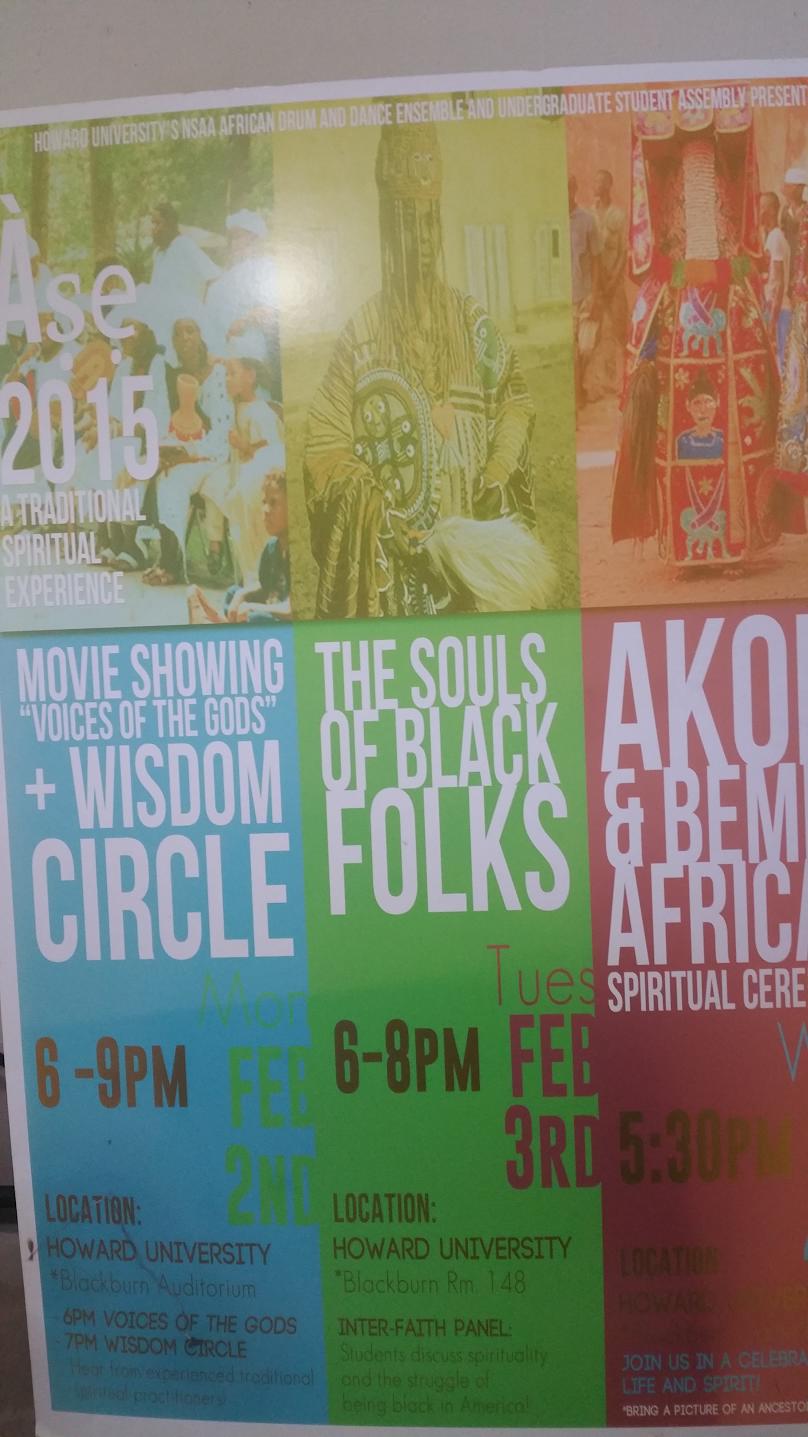 HOWARD UNIVERSITY'S NSAA AFRICAN DRUM AND DANCE ENSEMBLE AND UNDERGRADUATE STUDENT ASSEMBLY PRESENT
Àṣẹ
2015
A TRADITIONAL
SPIRITUAL
EXPERIENCE
MOVIE SHOWING
"VOICES OF THE GODS"
+ WISDOM
CIRCLE
Mon
6 -9PM
FEB
2ND
LOCATION:
HOWARD UNIVERSITY
*Blackburn Auditorium
6PM VOICES OF THE GODS
7PM WISDOM CIRCLE
Hear from experienced traditional
spiritual practitioners!
THE SOULS
OF BLACK
FOLKS
Tues
6-8PM
FEB
3RD
LOCATION:
HOWARD UNIVERSITY
*Blackburn Rm. 148
INTER-FAITH PANEL:
Students discuss spirituality
and the struggle of
being black in America!
AKO
& BEM
AFRICA
SPIRITUAL CERE
W
5:30PM
LOCATION:
HOWARD
JOIN US IN A CELEBRA
LIFE AND SPIRIT!
*BRING A PICTURE OF AN ANCESTO